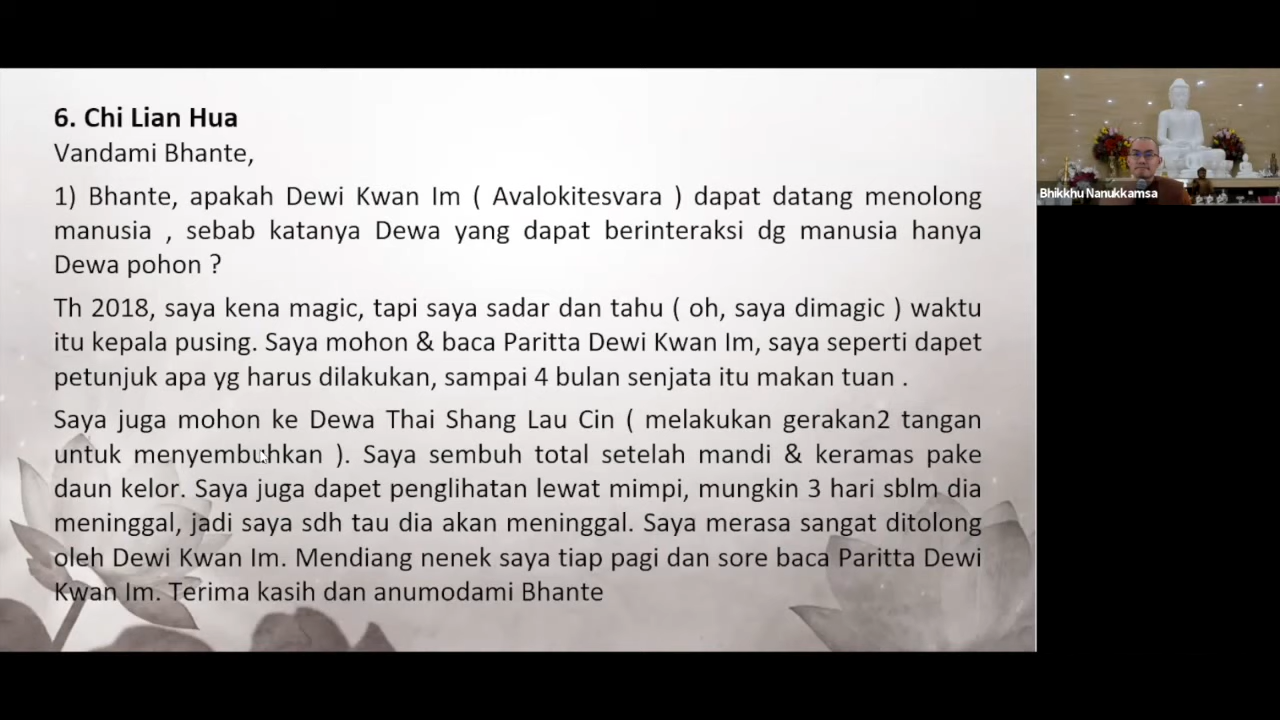 6. Chi Lian Hua
Vandami Bhante,
1) Bhante, apakah Dewi Kwan Im ( Avalokitesvara ) dapat datang menolong
manusia , sebab katanya Dewa yang dapat berinteraksi dg manusia hanya
Dewa pohon ?
Th 2018, saya kena magic, tapi saya sadar dan tahu ( oh, saya dimagic ) waktu
itu kepala pusing. Saya mohon & baca Paritta Dewi Kwan Im, saya seperti dapet
petunjuk apa yg harus dilakukan, sampai 4 bulan senjata itu makan tuan .
Saya juga mohon ke Dewa Thai Shang Lau Cin ( melakukan gerakan2 tangan
untuk menyembuhkan ). Saya sembuh total setelah mandi & keramas pake
daun kelor. Saya juga dapet penglihatan lewat mimpi, mungkin 3 hari sblm dia
meninggal, jadi saya sdh tau dia akan meninggal. Saya merasa sangat ditolong
oleh Dewi Kwan Im. Mendiang nenek saya tiap pagi dan sore baca Paritta Dewi
Kwan Im. Terima kasih dan anumodami Bhante
Bhikkhu Nanukkamsa